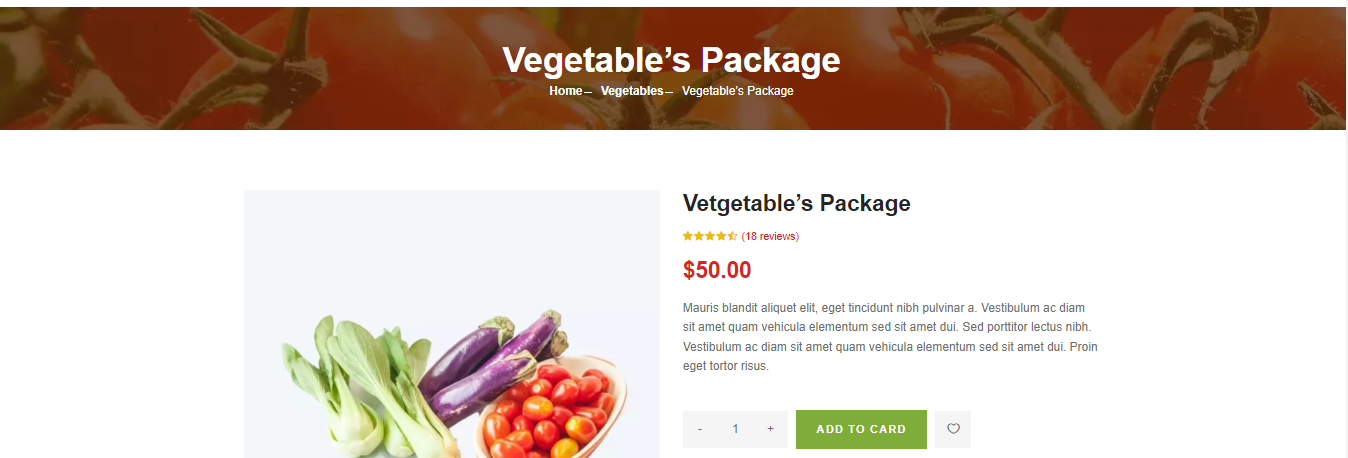 Vegetable’s Package
Home – Vegetables – Vegetable’s Package
Vetgetable’s Package
(18 reviews)
$50.00
Mauris blandit aliquet elit, eget tincidunt nibh pulvinar a. Vestibulum ac diam
sit amet quam vehicula elementum sed sit amet dui. Sed porttitor lectus nibh.
Vestibulum ac diam sit amet quam vehicula elementum sed sit amet dui. Proin
eget tortor risus.
- 1 + ADD TO CARD